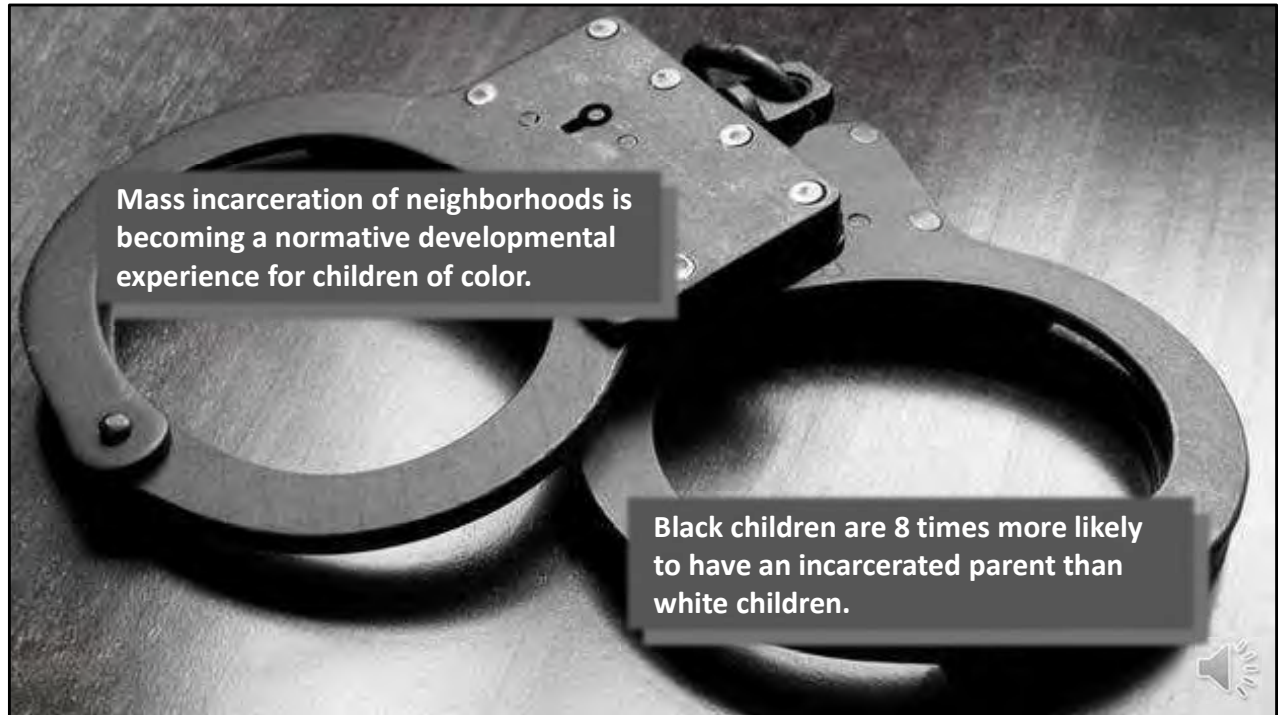 Mass incarceration of neighborhoods is
becoming a normative developmental
experience for children of color.
Black children are 8 times more likely
to have an incarcerated parent than
white children.